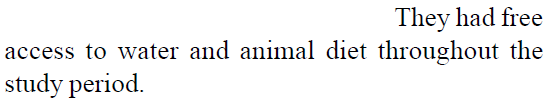 They had free
access to water and animal diet throughout the
study period.